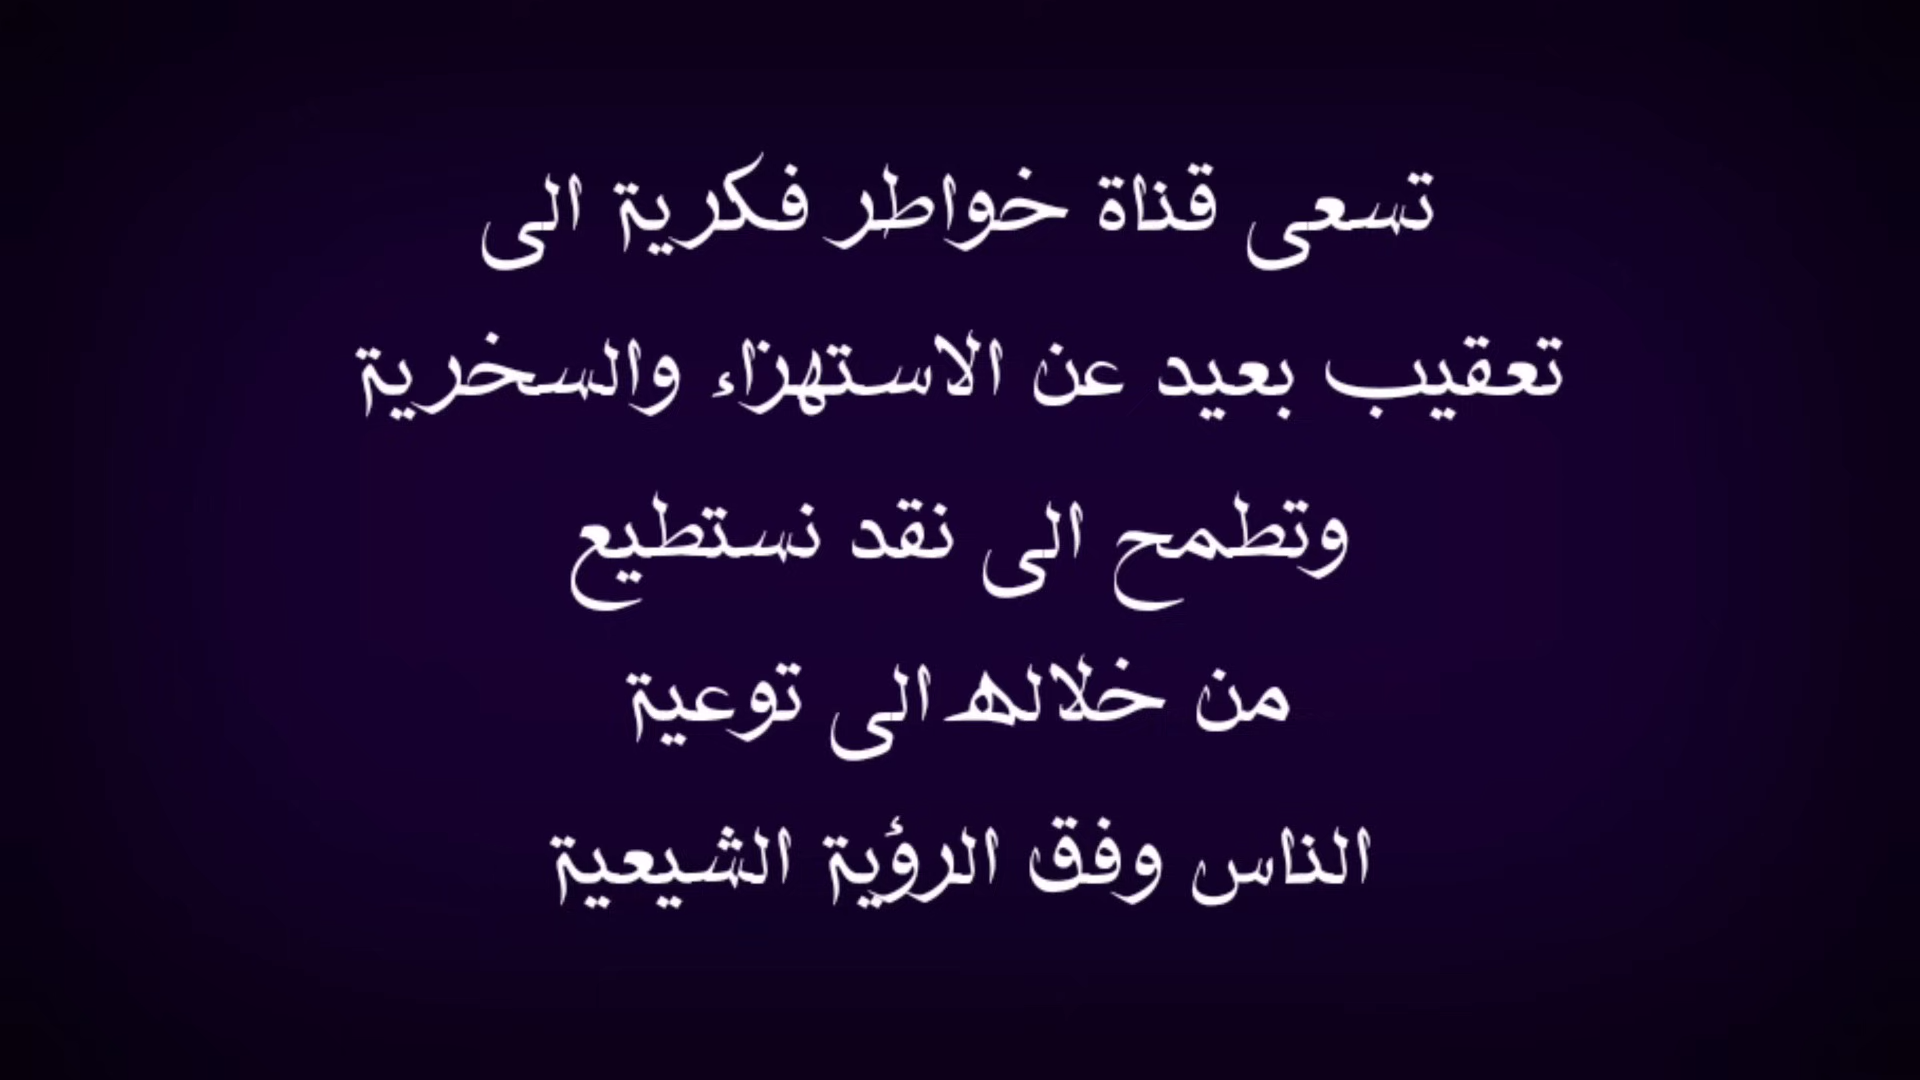 تسعى قناة خواطر فكرية الى
تعقيب بعيد عن الاستهزاء والسخرية
وتطمح الى نقد نستطيع
من خلاله الى توعية
الناس وفق الرؤية الشيعية